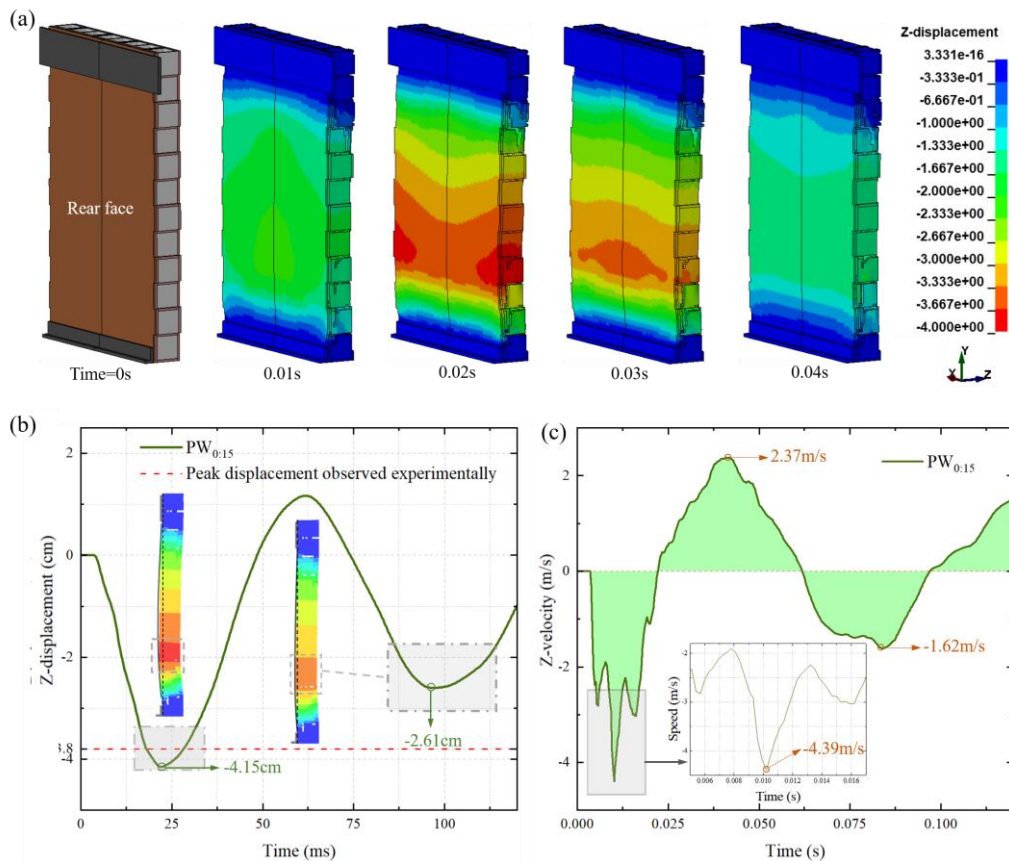 (a)
Rear face
Time=0s
0.01s
0.02s
0.03s
0.04s
Z-displacement
3.331e-16
-3.333e-01
-6.667e-01
-1.000e+00
-1.333e+00
-1.667e+00
-2.000e+00
-2.333e+00
-2.667e+00
-3.000e+00
-3.333e+00
-3.667e+00
-4.000e+00
Y
X
Z
(b)
PW0:15
Peak displacement observed experimentally
2
0
-2
-4
Z-displacement (cm)
-4.15cm
-2.61cm
0
25
50
75
100
Time (ms)
(c)
PW0:15
2.37m/s
-1.62m/s
2
0
-2
-4
Z-velocity (m/s)
-2
-3
-4
Speed (m/s)
-4.39m/s
0.006
0.008
0.010
0.012
0.014
0.016
Time (s)
0.000
0.025
0.050
0.075
0.100
Time (s)